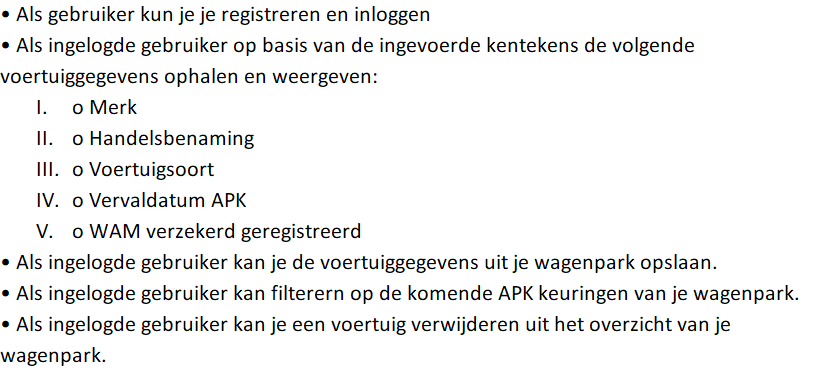 • Als gebruiker kun je je registreren en inloggen
• Als ingelogde gebruiker op basis van de ingevoerde kentekens de volgende
voertuiggegevens ophalen en weergeven:
I. o Merk
II. o Handelsbenaming
III. o Voertuigsoort
IV. o Vervaldatum APK
V. o WAM verzekerd geregistreerd
• Als ingelogde gebruiker kan je de voertuiggegevens uit je wagenpark opslaan.
• Als ingelogde gebruiker kan filterern op de komende APK keuringen van je wagenpark.
• Als ingelogde gebruiker kan je een voertuig verwijderen uit het overzicht van je
wagenpark.